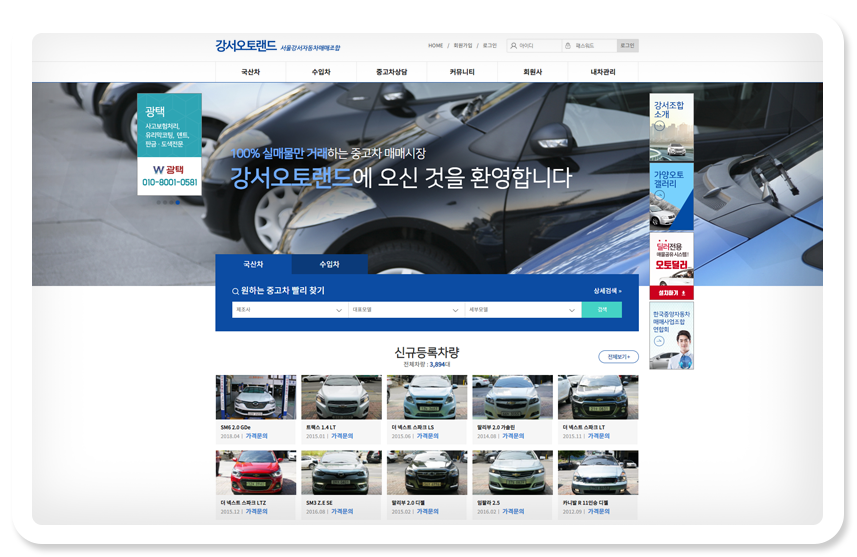 강서오토랜드 서울강서자동차매매조합
HOME / 회원가입 / 로그인
아이디
패스워드
로그인
국산차
수입차
중고차상담
커뮤니티
회원사
내차관리
광택
사고보험처리,
유리막코팅, 덴트,
판금 · 도색전문
W 광택
010-8001-0581
100% 실매물만 거래하는 중고차 매매시장
강서오토랜드에 오신 것을 환영합니다
강서조합
소개
가양오토
갤러리
딜러전용
매물공유 시스템!
오토딜러
설치하기
한국중앙자동차
매매사업조합
연합회
국산차
수입차
원하는 중고차 빨리 찾기
상세검색 +
제조사
대표모델
세부모델
검색
신규등록차량
전체차량 : 3,894대
전체보기+
SM6 2.0 GDe
2016.04 | 가격문의
트랙스 1.4 LT
2015.01 | 가격문의
더 넥스트 스파크 LS
2015.08 | 가격문의
말리부 2.0 가솔린
2014.08 | 가격문의
더 넥스트 스파크 LT
2015.11 | 가격문의
더 넥스트 스파크 LTZ
2015.12 | 가격문의
SM3 Z.E SE
2016.08 | 가격문의
말리부 2.0 디젤
2015.02 | 가격문의
임팔라 2.5
2016.02 | 가격문의
카니발 R 11인승 디젤
2012.09 | 가격문의